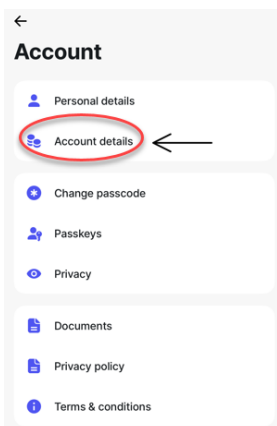 Account
Personal details
Account details
Change passcode
Passkeys
Privacy
Documents
Privacy policy
Terms & conditions